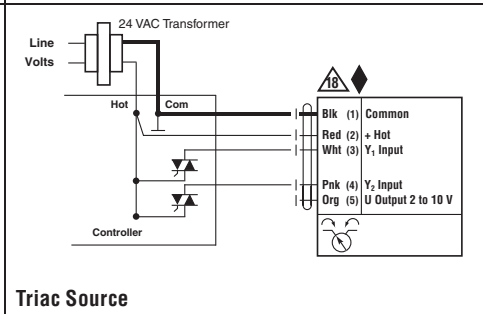 24 VAC Transformer
Line
Volts
Hot
Com
18
Blk (1) Common
Red (2) + Hot
Wht (3) Y₁ Input
Pnk (4) Y₂ Input
Org (5) U Output 2 to 10 V
Controller
Triac Source